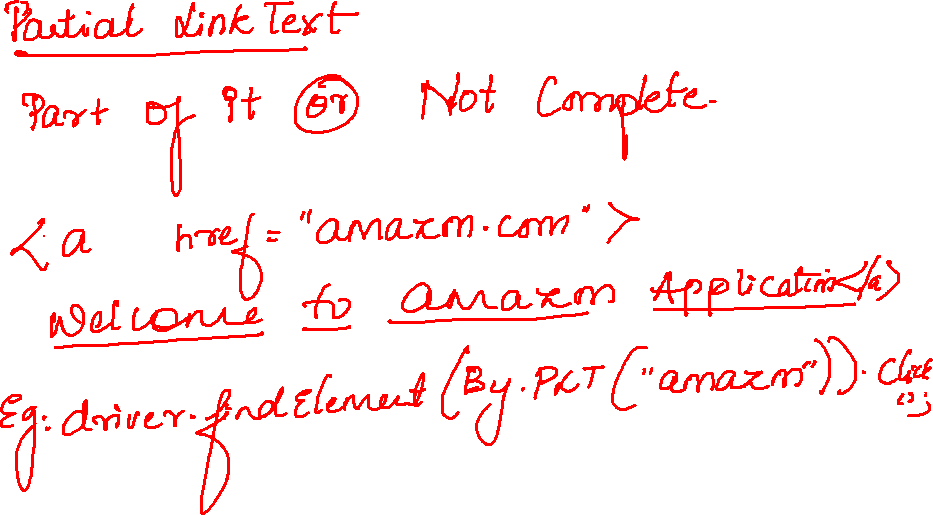 Partial Link Text
Part of it or Not Complete.
<a href="amazon.com">
Welcome to amazon Application</a>
Eg: driver.findElement(By.PLT("amazon")).click();